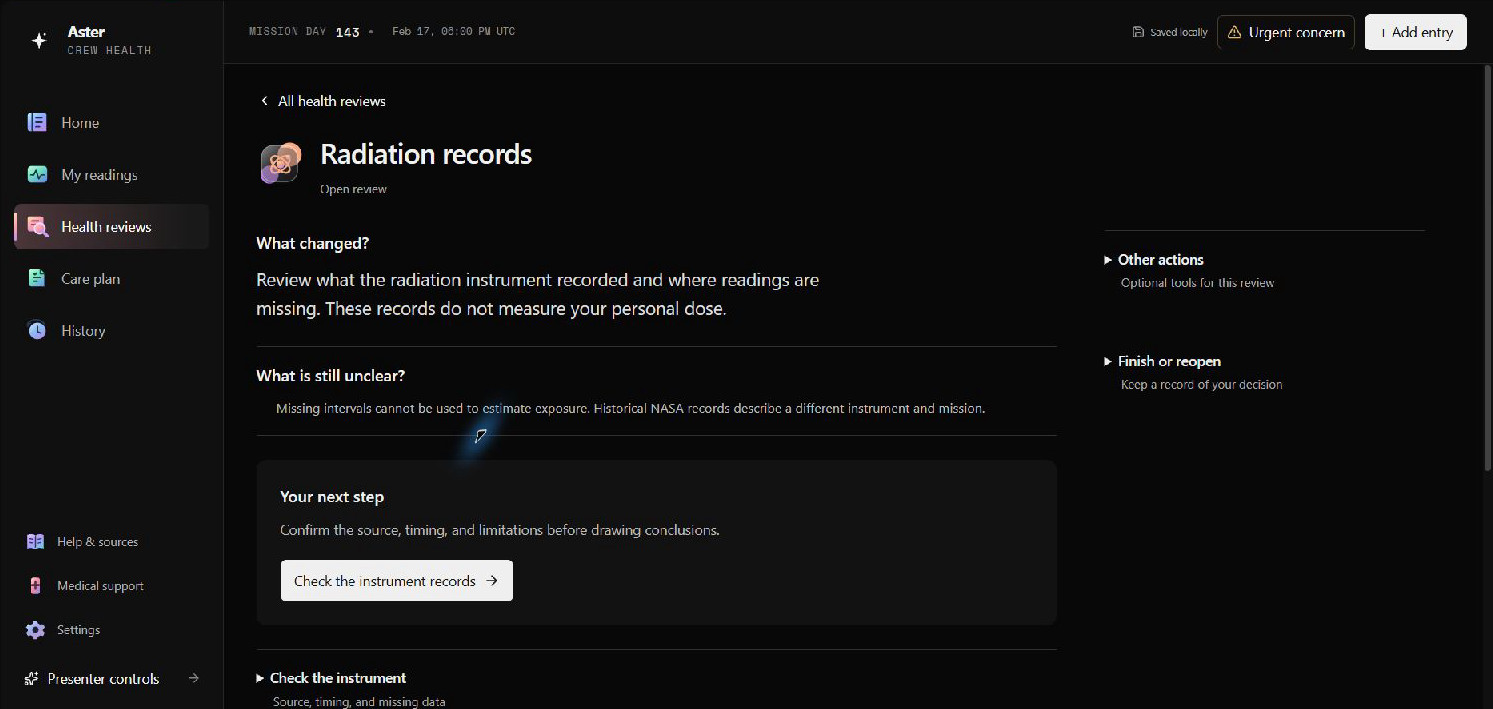 Aster
CREW HEALTH
MISSION DAY 143 • Feb 17, 06:00 PM UTC
Saved locally
Urgent concern
+ Add entry
Home
My readings
Health reviews
Care plan
History
Help & sources
Medical support
Settings
Presenter controls →
< All health reviews
Radiation records
Open review
What changed?
Review what the radiation instrument recorded and where readings are
missing. These records do not measure your personal dose.
What is still unclear?
Missing intervals cannot be used to estimate exposure. Historical NASA records describe a different instrument and mission.
Your next step
Confirm the source, timing, and limitations before drawing conclusions.
Check the instrument records →
▶ Check the instrument
Source, timing, and missing data
▶ Other actions
Optional tools for this review
▶ Finish or reopen
Keep a record of your decision